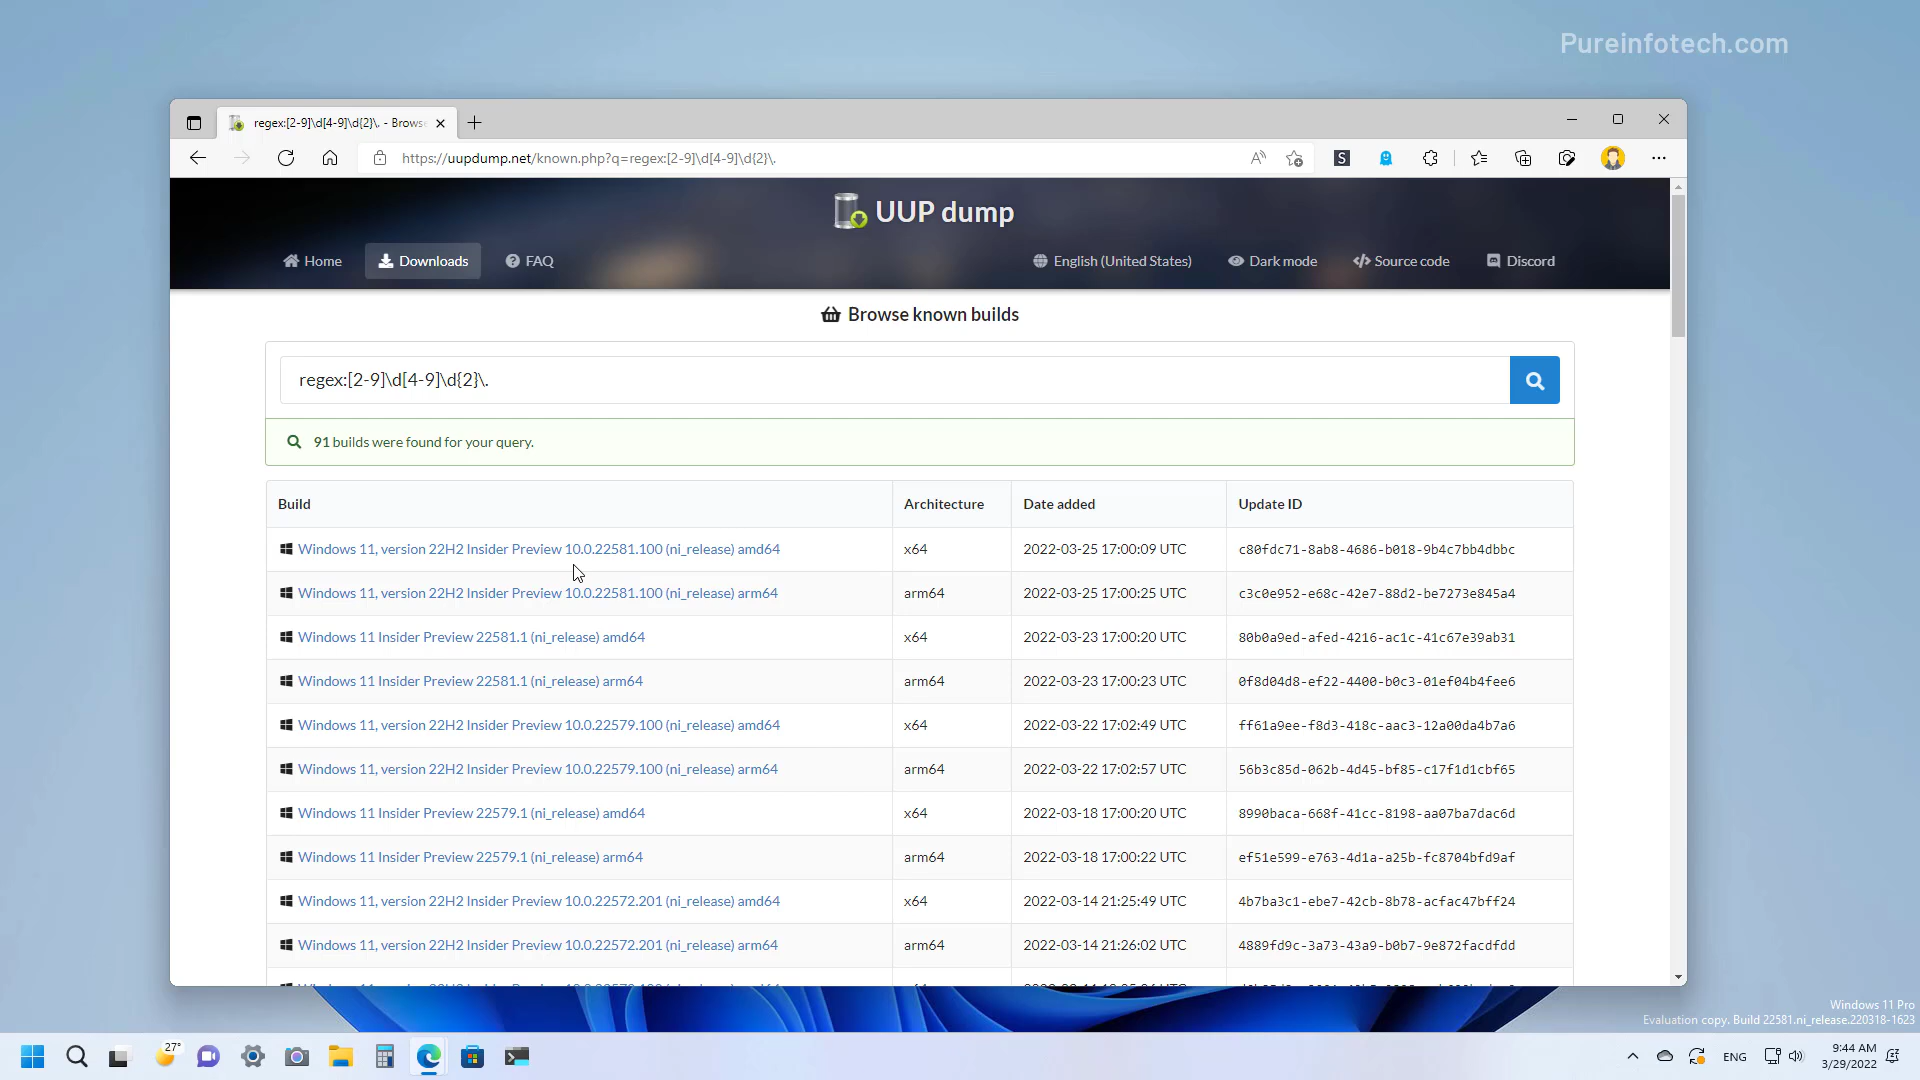 Pureinfotech.com
regex:[2-9]\d[4-9]\d{2}\. - Brows
https://uupdump.net/known.php?q=regex:[2-9]\d[4-9]\d{2}\.
UUP dump
Home Downloads FAQ English (United States) Dark mode Source code Discord
Browse known builds
regex:[2-9]\d[4-9]\d{2}\.
91 builds were found for your query.
Build Architecture Date added Update ID
Windows 11, version 22H2 Insider Preview 10.0.22581.100 (ni_release) amd64 x64 2022-03-25 17:00:09 UTC c80fdc71-8ab8-4686-b018-9b4c7bb4dbbc
Windows 11, version 22H2 Insider Preview 10.0.22581.100 (ni_release) arm64 arm64 2022-03-25 17:00:25 UTC c3c0e952-e68c-42e7-88d2-be7273e845a4
Windows 11 Insider Preview 22581.1 (ni_release) amd64 x64 2022-03-23 17:00:20 UTC 80b0a9ed-afed-4216-ac1c-41c67e39ab31
Windows 11 Insider Preview 22581.1 (ni_release) arm64 arm64 2022-03-23 17:00:23 UTC 0f8d04d8-ef22-4400-b0c3-01ef04b4fee6
Windows 11, version 22H2 Insider Preview 10.0.22579.100 (ni_release) amd64 x64 2022-03-22 17:02:49 UTC ff61a9ee-f8d3-418c-aac3-12a00da4b7a6
Windows 11, version 22H2 Insider Preview 10.0.22579.100 (ni_release) arm64 arm64 2022-03-22 17:02:57 UTC 56b3c85d-062b-4d45-bf85-c17f1d1cbf65
Windows 11 Insider Preview 22579.1 (ni_release) amd64 x64 2022-03-18 17:00:20 UTC 8990baca-668f-41cc-8198-aa07ba7dac6d
Windows 11 Insider Preview 22579.1 (ni_release) arm64 arm64 2022-03-18 17:00:22 UTC ef51e599-e763-4d1a-a25b-fc8704bfd9af
Windows 11, version 22H2 Insider Preview 10.0.22572.201 (ni_release) amd64 x64 2022-03-14 21:25:49 UTC 4b7ba3c1-ebe7-42cb-8b78-acfac47bff24
Windows 11, version 22H2 Insider Preview 10.0.22572.201 (ni_release) arm64 arm64 2022-03-14 21:26:02 UTC 4889fd9c-3a73-43a9-b0b7-9e872facdfdd
Windows 11 Pro
Evaluation copy. Build 22581.ni_release.220318-1623
27°
ENG
9:44 AM
3/29/2022